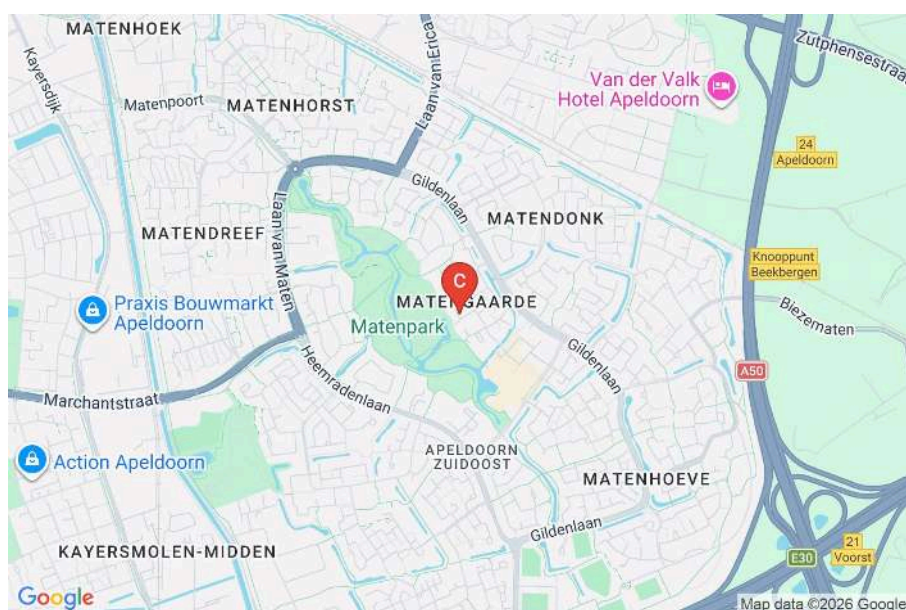 MATENHOEK
Kayersdijk
Matenpoort
MATENHORST
Laan van Erica
Zutphensestraat
Van der Valk
Hotel Apeldoorn
24
Apeldoorn
Gildenlaan
MATENDONK
MATENDREEF
Laan van Maten
Knooppunt
Beekbergen
C
MATENGAARDE
Praxis Bouwmarkt
Apeldoorn
Matenpark
Biezematen
Heemradenlaan
Gildenlaan
A50
Marchantstraat
APELDOORN
ZUIDOOST
Action Apeldoorn
MATENHOEVE
Gildenlaan
KAYERSMOLEN-MIDDEN
21
Voorst
E30
Google
Map data ©2026 Google